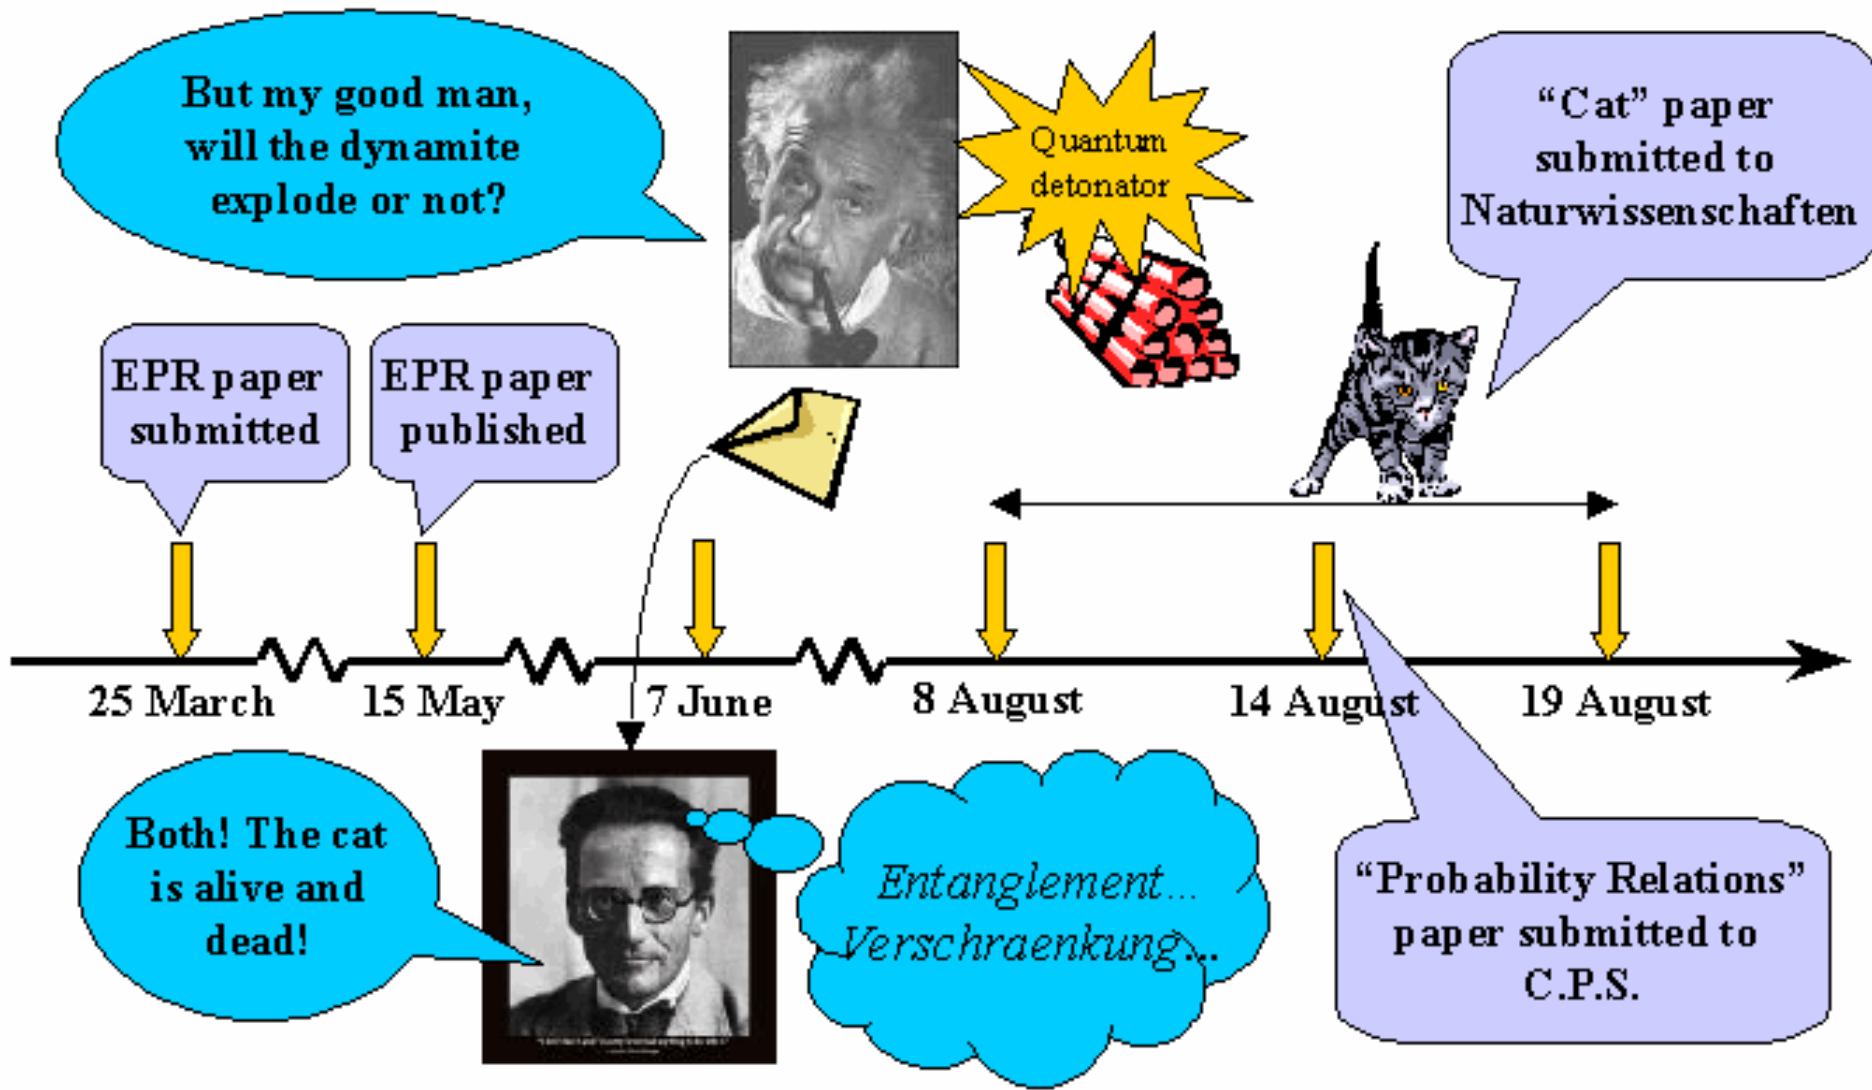 But my good man,
will the dynamite
explode or not?
Quantum
detonator
“Cat” paper
submitted to
Naturwissenschaften
EPR paper
submitted
EPR paper
published
25 March
15 May
7 June
8 August
14 August
19 August
Both! The cat
is alive and
dead!
Entanglement...
Verschraenkung...
“Probability Relations”
paper submitted to
C.P.S.